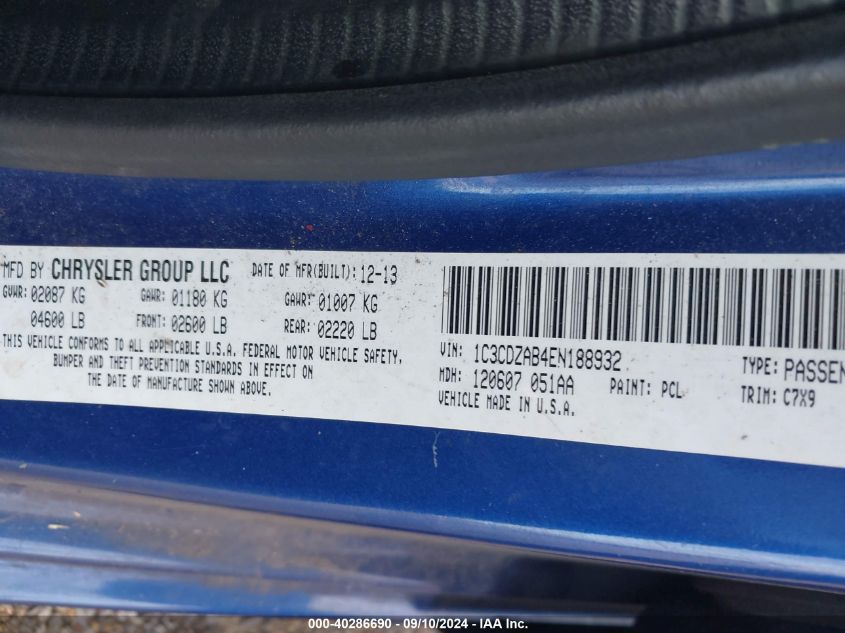 MFD BY CHRYSLER GROUP LLC DATE OF MFR(BUILT): 12-13
GVWR: 02087 KG GAWR: 01180 KG GAWR: 01007 KG
04600 LB FRONT: 02600 LB REAR: 02220 LB
THIS VEHICLE CONFORMS TO ALL APPLICABLE U.S.A. FEDERAL MOTOR VEHICLE SAFETY,
BUMPER AND THEFT PREVENTION STANDARDS IN EFFECT ON
THE DATE OF MANUFACTURE SHOWN ABOVE.
VIN: 1C3CDZAB4EN188932 TYPE: PASSEN
MDH: 120607 051AA PAINT: PCL TRIM: C7X9
VEHICLE MADE IN U.S.A.
000-40286690 - 09/10/2024 - IAA Inc.